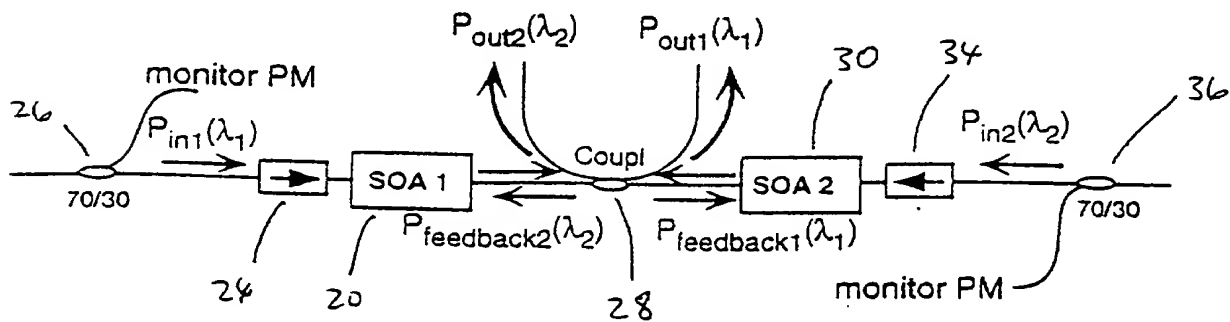 P_out2(λ_2) P_out1(λ_1)
monitor PM
30
34
36
26
P_in1(λ_1)
P_in2(λ_2)
Coupl
SOA 1
SOA 2
70/30
70/30
P_feedback2(λ_2)
P_feedback1(λ_1)
24
20
28
monitor PM